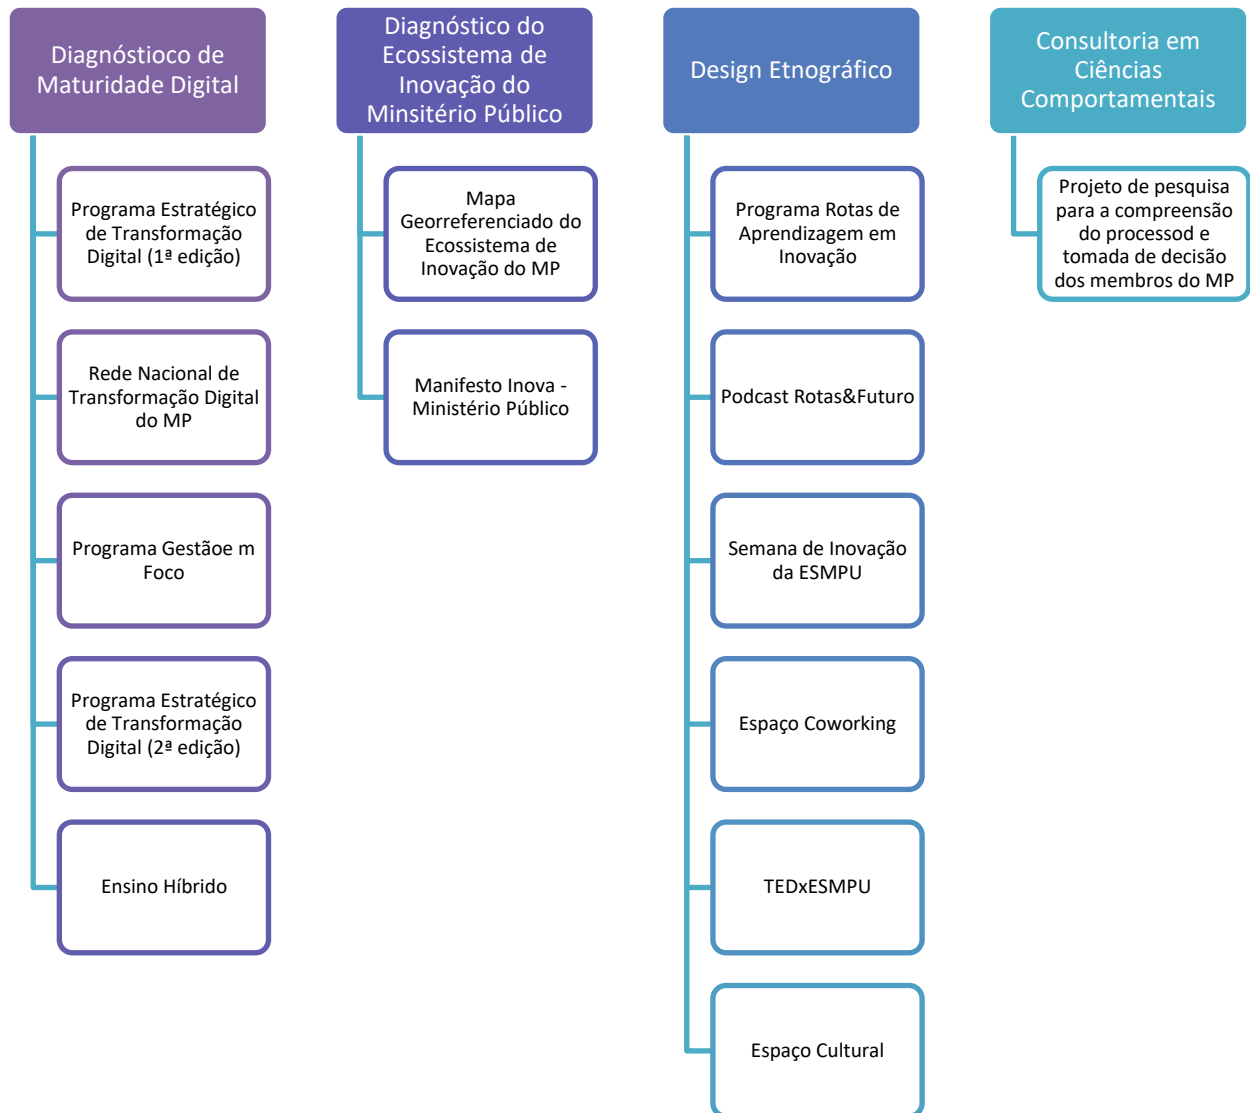 Diagnóstioco de
Maturidade Digital
Programa Estratégico
de Transformação
Digital (1ª edição)
Rede Nacional de
Transformação Digital
do MP
Programa Gestãoe m
Foco
Programa Estratégico
de Transformação
Digital (2ª edição)
Ensino Híbrido
Diagnóstico do
Ecossistema de
Inovação do
Minsitério Público
Mapa
Georreferenciado do
Ecossistema de
Inovação do MP
Manifesto Inova -
Ministério Público
Design Etnográfico
Programa Rotas de
Aprendizagem em
Inovação
Podcast Rotas&Futuro
Semana de Inovação
da ESMPU
Espaço Coworking
TEDxESMPU
Espaço Cultural
Consultoria em
Ciências
Comportamentais
Projeto de pesquisa
para a compreensão
do processod e
tomada de decisão
dos membros do MP